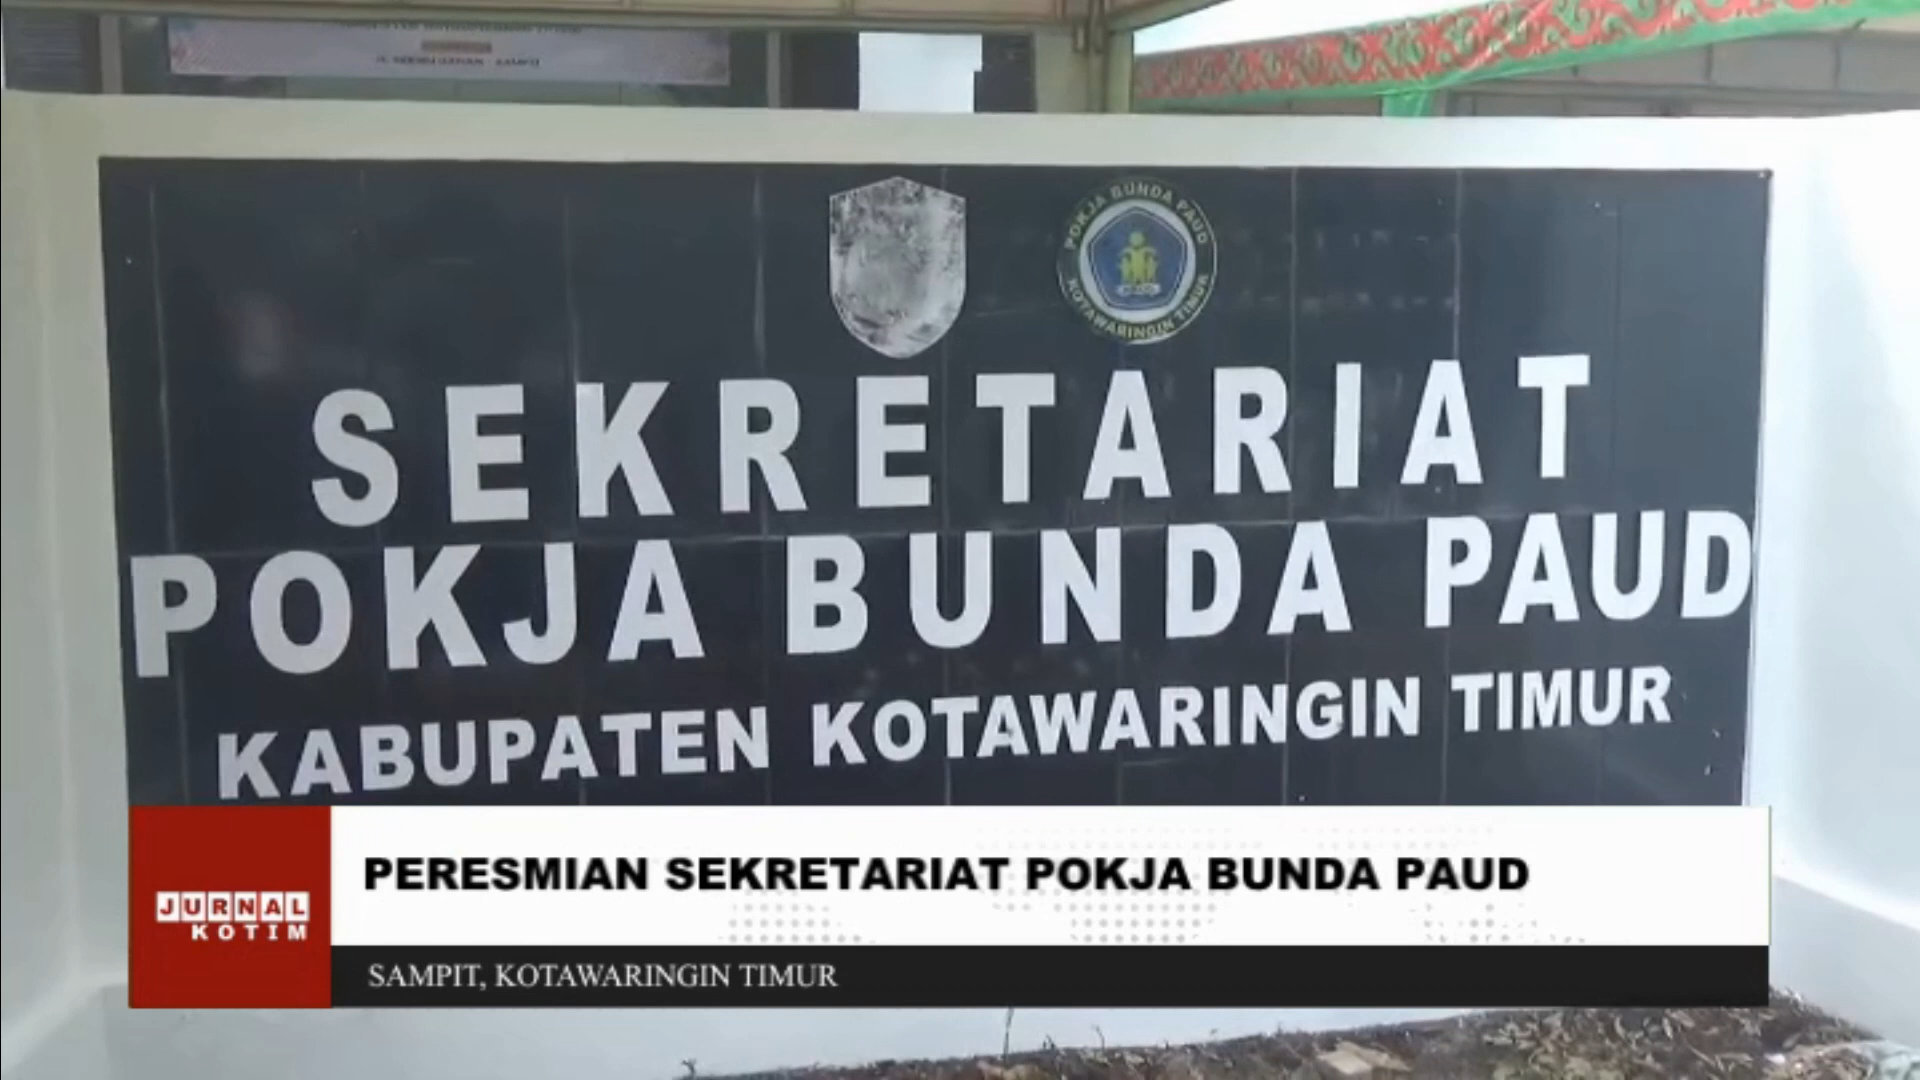 POKJA BUNDA PAUD
KOTAWARINGIN TIMUR
SEKRETARIAT
POKJA BUNDA PAUD
KABUPATEN KOTAWARINGIN TIMUR
PERESMIAN SEKRETARIAT POKJA BUNDA PAUD
JURNAL
KOTIM
SAMPIT, KOTAWARINGIN TIMUR